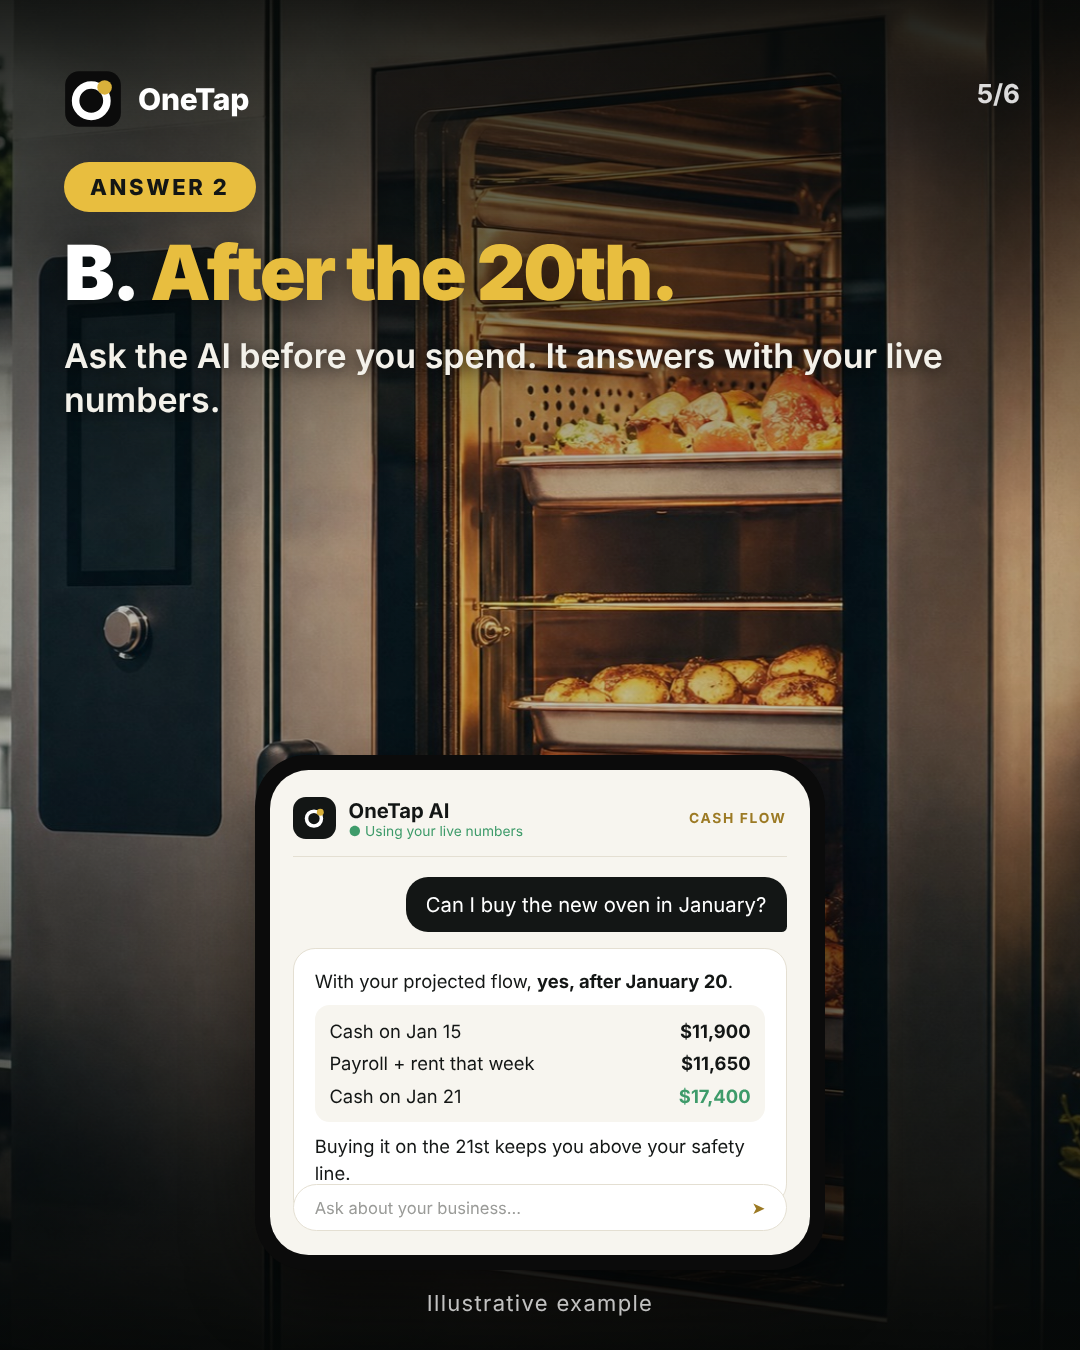 OneTap
5/6
ANSWER 2
B. After the 20th.
Ask the AI before you spend. It answers with your live
numbers.
OneTap AI
Using your live numbers
CASH FLOW
Can I buy the new oven in January?
With your projected flow, yes, after January 20.
Cash on Jan 15 $11,900
Payroll + rent that week $11,650
Cash on Jan 21 $17,400
Buying it on the 21st keeps you above your safety
line.
Ask about your business...
Illustrative example